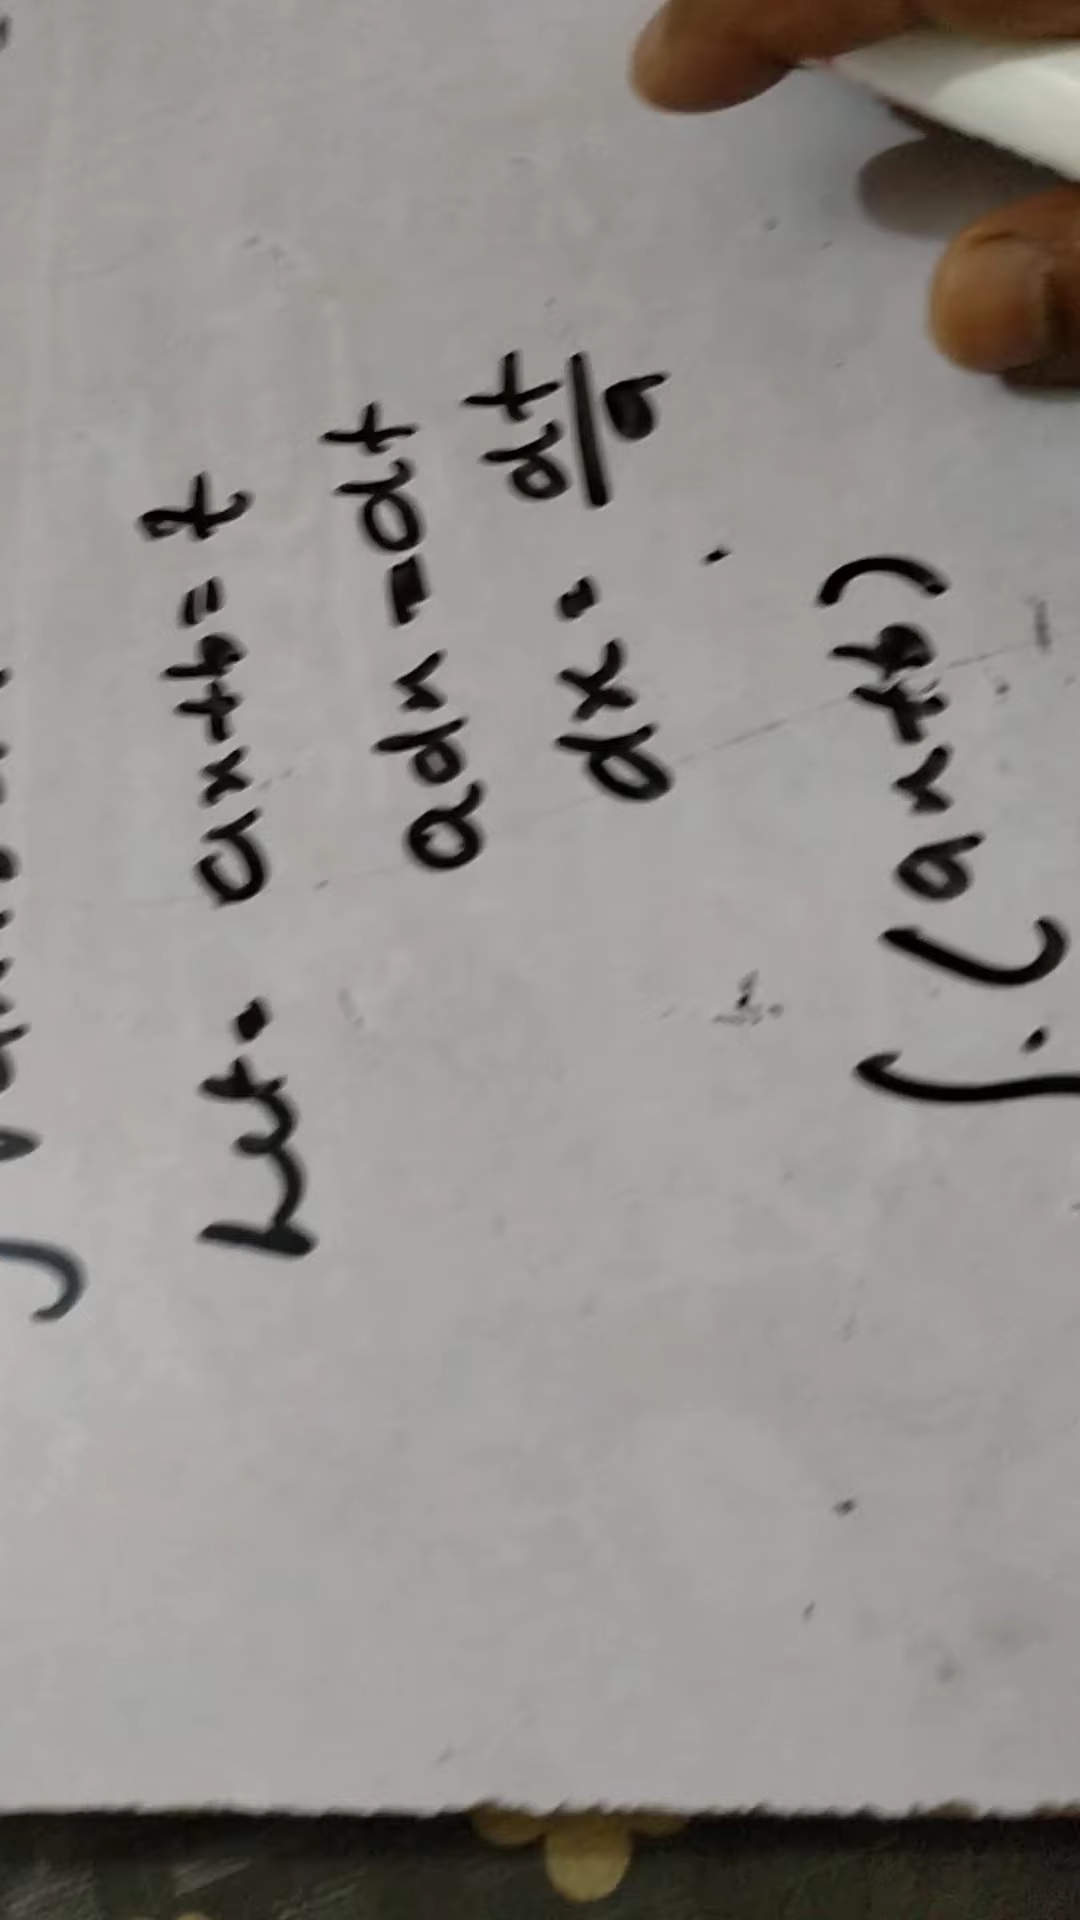 Let. ax+b = t
adx = dt
dx = dt/a
∫(ax+b)